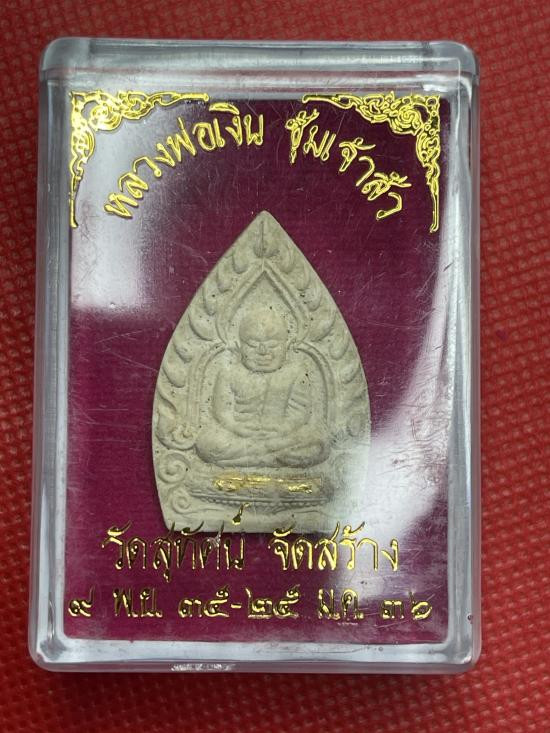 หลวงพ่อเงิน ซุ้มเจ้าสัว
วัดสุทัศน์ จัดสร้าง
๙ พ.ย. ๓๕-๒๕ ม.ค. ๓๖